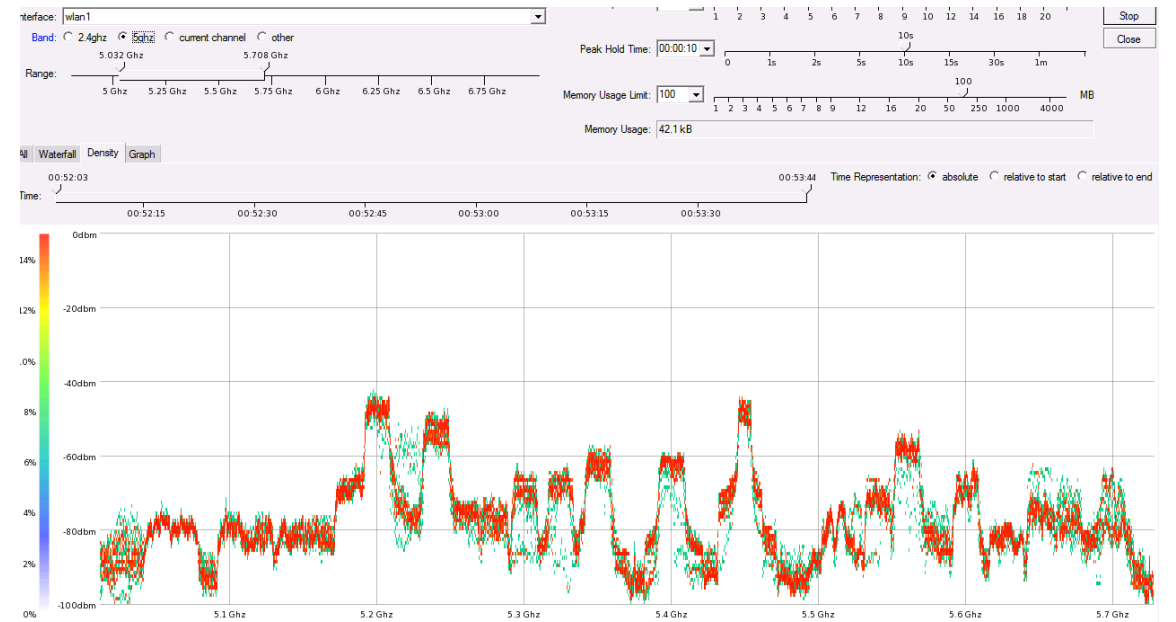 nterface: wlan1
1 2 3 4 5 6 7 8 9 10 12 14 16 18 20
Stop
Band: 2.4ghz 5ghz current channel other
Close
5.032 Ghz 5.708 Ghz
Peak Hold Time: 00:00:10
10s
0 1s 2s 5s 10s 15s 30s 1m
Range:
5 Ghz 5.25 Ghz 5.5 Ghz 5.75 Ghz 6 Ghz 6.25 Ghz 6.5 Ghz 6.75 Ghz
Memory Usage Limit: 100
100
1 2 3 4 5 6 7 8 9 12 16 20 50 250 1000 4000
MB
Memory Usage: 42.1 kB
All Waterfall Density Graph
00:52:03 00:53:44
Time Representation: absolute relative to start relative to end
Time:
00:52:15 00:52:30 00:52:45 00:53:00 00:53:15 00:53:30
0dbm
14%
12%
-20dbm
.0%
-40dbm
8%
6%
-60dbm
4%
-80dbm
2%
0%
-100dbm
5.1 Ghz 5.2 Ghz 5.3 Ghz 5.4 Ghz 5.5 Ghz 5.6 Ghz 5.7 Ghz